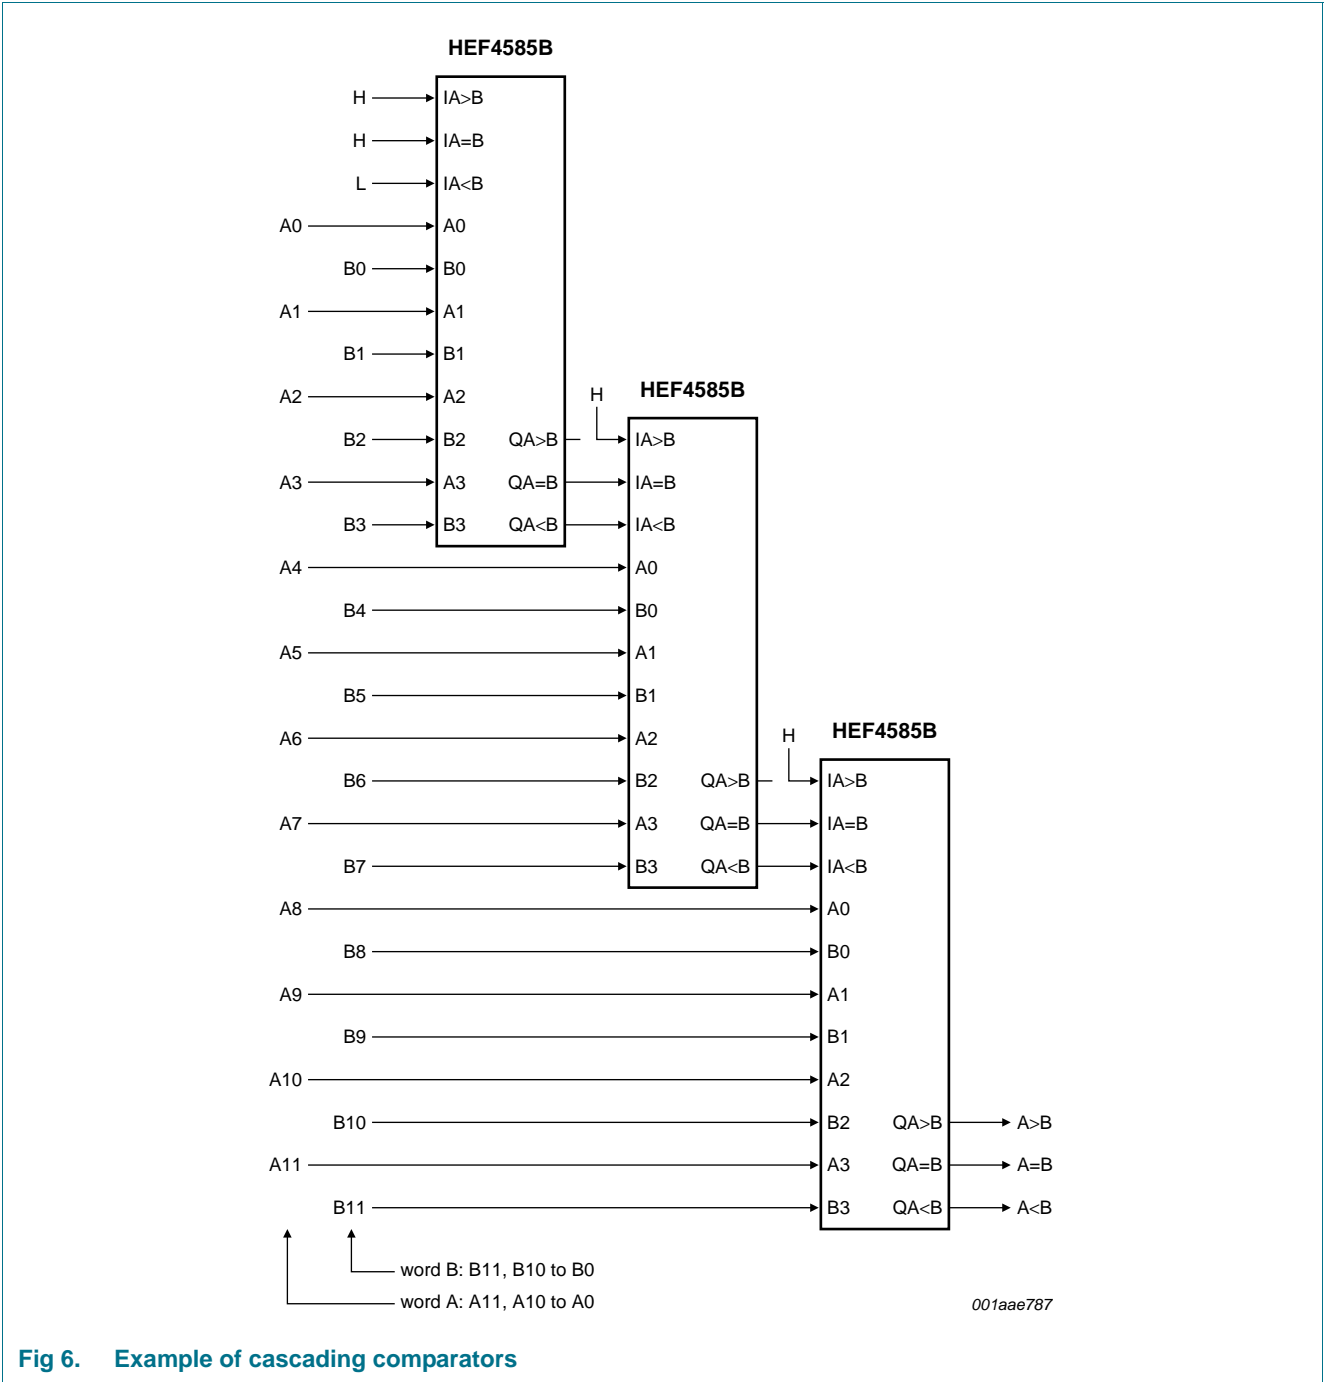 HEF4585B
H IA>B
H IA=B
L IA<B
A0 A0
B0 B0
A1 A1
B1 B1
A2 A2
H HEF4585B
B2 B2 QA>B IA>B
A3 A3 QA=B IA=B
B3 B3 QA<B IA<B
A4 A0
B4 B0
A5 A1
B5 B1
A6 A2
H HEF4585B
B6 B2 QA>B IA>B
A7 A3 QA=B IA=B
B7 B3 QA<B IA<B
A8 A0
B8 B0
A9 A1
B9 B1
A10 A2
B10 B2 QA>B A>B
A11 A3 QA=B A=B
B11 B3 QA<B A<B
word B: B11, B10 to B0
word A: A11, A10 to A0
001aae787
Fig 6. Example of cascading comparators